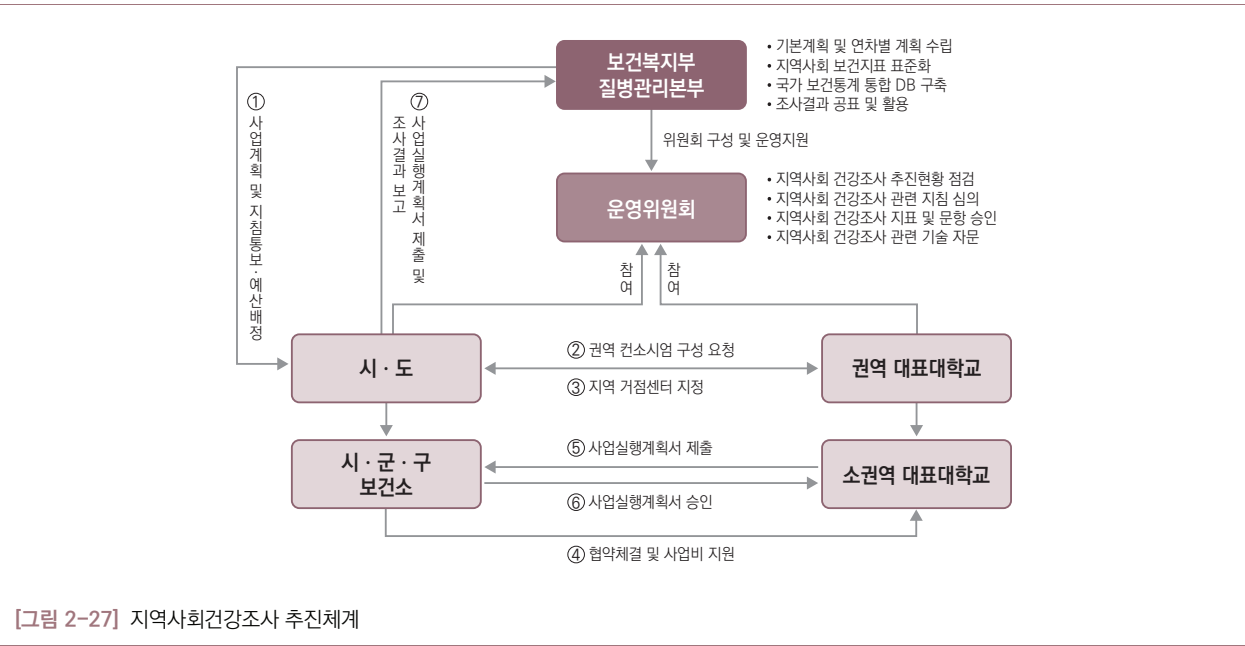 보건복지부
질병관리본부
• 기본계획 및 연차별 계획 수립
• 지역사회 보건지표 표준화
• 국가 보건통계 통합 DB 구축
• 조사결과 공표 및 활용
① 사업계획 및 지침통보·예산배정
⑦ 사업실행계획서 제출 및
조사결과 보고
위원회 구성 및 운영지원
운영위원회
• 지역사회 건강조사 추진현황 점검
• 지역사회 건강조사 관련 지침 심의
• 지역사회 건강조사 지표 및 문항 승인
• 지역사회 건강조사 관련 기술 자문
참여
참여
시·도
② 권역 컨소시엄 구성 요청
③ 지역 거점센터 지정
권역 대표대학교
시·군·구
보건소
⑤ 사업실행계획서 제출
⑥ 사업실행계획서 승인
소권역 대표대학교
④ 협약체결 및 사업비 지원
[그림 2-27] 지역사회건강조사 추진체계